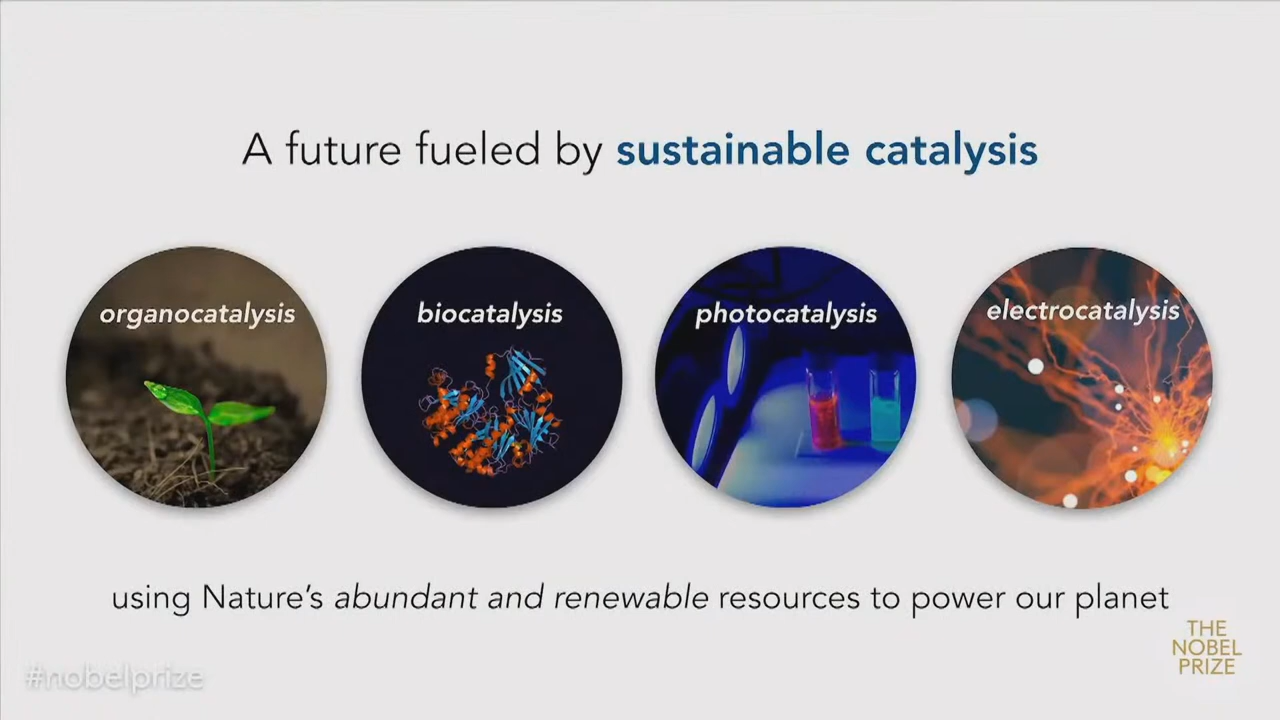 A future fueled by sustainable catalysis
organocatalysis
biocatalysis
photocatalysis
electrocatalysis
using Nature's abundant and renewable resources to power our planet
THE
NOBEL
PRIZE
#nobelprize